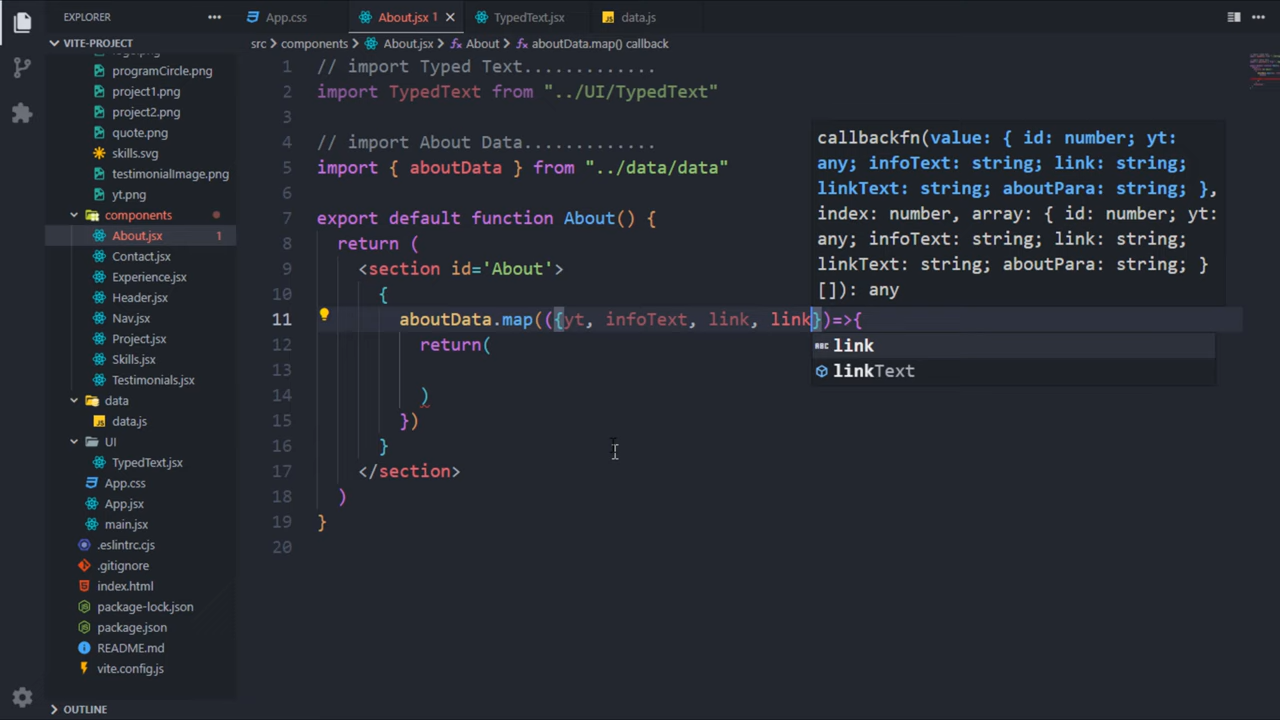 EXPLORER
···
App.css
About.jsx 1
TypedText.jsx
data.js
VITE-PROJECT
src > components > About.jsx > About > aboutData.map() callback
programCircle.png
project1.png
project2.png
quote.png
skills.svg
testimonialImage.png
yt.png
components
About.jsx 1
Contact.jsx
Experience.jsx
Header.jsx
Nav.jsx
Project.jsx
Skills.jsx
Testimonials.jsx
data
data.js
UI
TypedText.jsx
App.css
App.jsx
main.jsx
.eslintrc.cjs
.gitignore
index.html
package-lock.json
package.json
README.md
vite.config.js
OUTLINE
1 // import Typed Text.............
2 import TypedText from "../UI/TypedText"
3
4 // import About Data.............
5 import { aboutData } from "../data/data"
6
7 export default function About() {
8 return (
9 <section id='About'>
10 {
11 aboutData.map(({yt, infoText, link, link})=>{
12 return(
13
14 )
15 })
16 }
17 </section>
18 )
19 }
20
callbackfn(value: { id: number; yt:
any; infoText: string; link: string;
linkText: string; aboutPara: string; },
index: number, array: { id: number; yt:
any; infoText: string; link: string;
linkText: string; aboutPara: string; }
[]): any
abc link
linkText